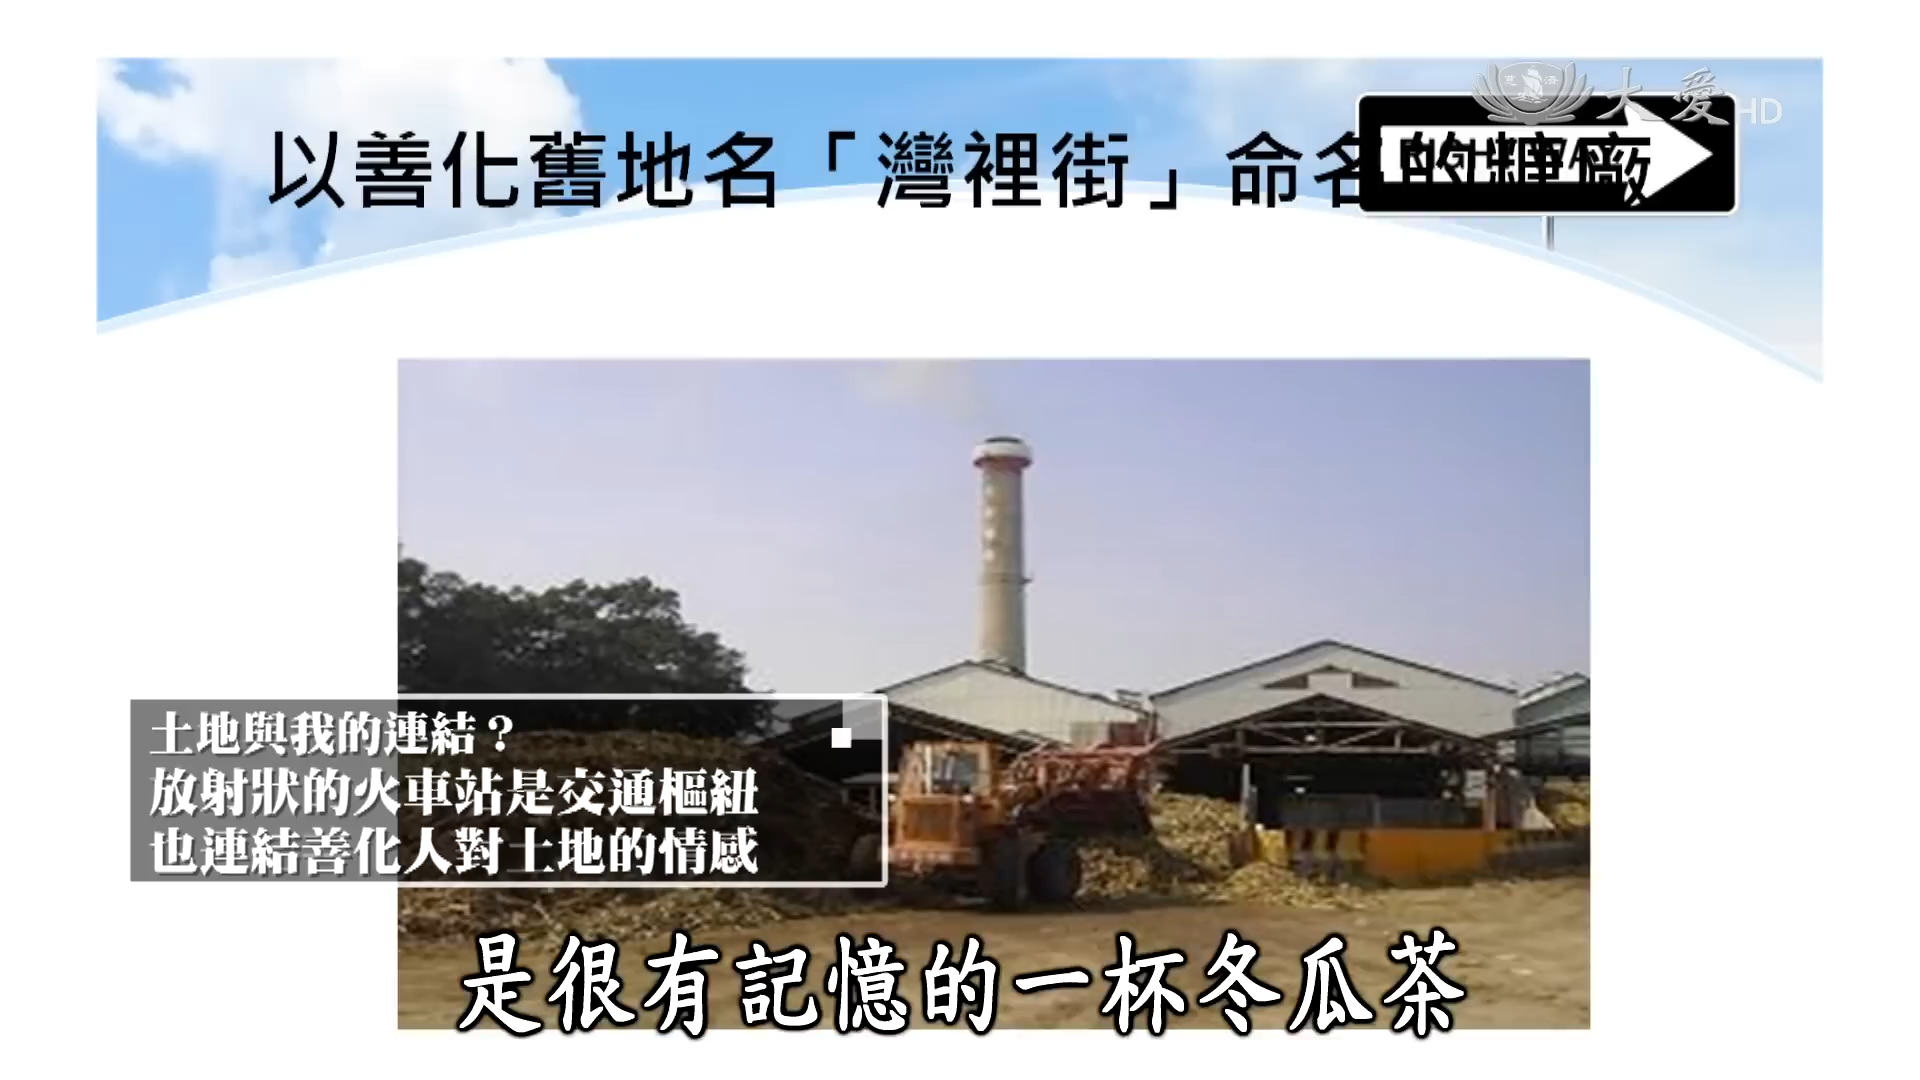 大愛HD
以善化舊地名「灣裡街」命名的糖廠
土地與我的連結？
放射狀的火車站是交通樞紐
也連結善化人對土地的情感
是很有記憶的一杯冬瓜茶